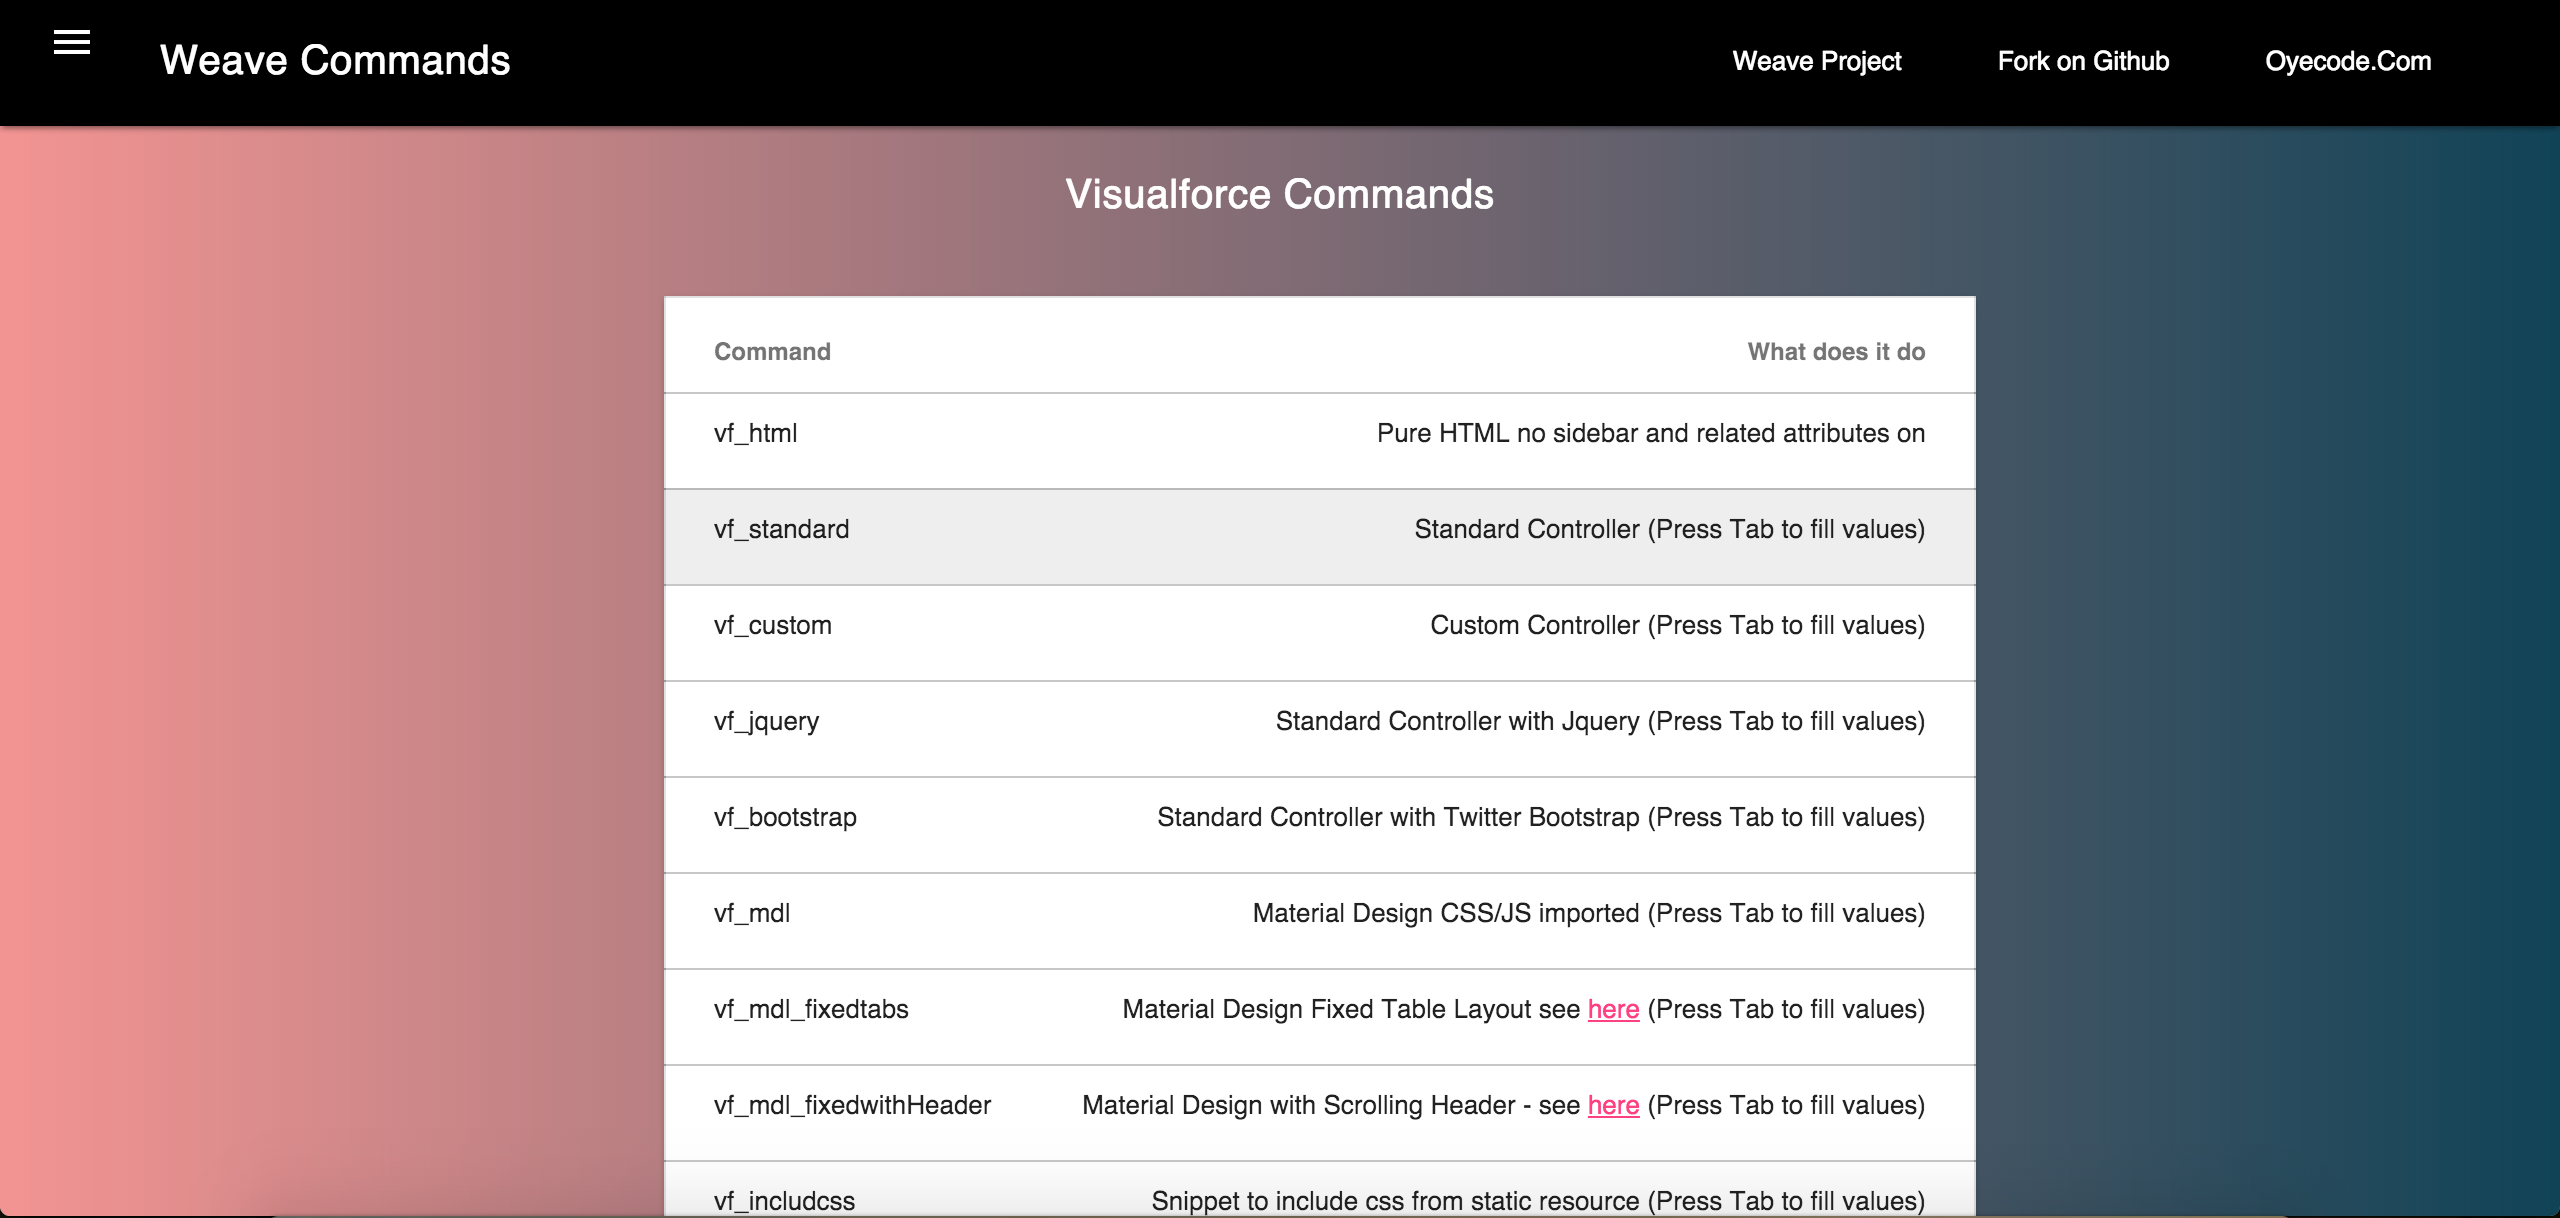 Weave Commands
Weave Project
Fork on Github
Oyecode.Com
Visualforce Commands
Command What does it do
vf_html Pure HTML no sidebar and related attributes on
vf_standard Standard Controller (Press Tab to fill values)
vf_custom Custom Controller (Press Tab to fill values)
vf_jquery Standard Controller with Jquery (Press Tab to fill values)
vf_bootstrap Standard Controller with Twitter Bootstrap (Press Tab to fill values)
vf_mdl Material Design CSS/JS imported (Press Tab to fill values)
vf_mdl_fixedtabs Material Design Fixed Table Layout see here (Press Tab to fill values)
vf_mdl_fixedwithHeader Material Design with Scrolling Header - see here (Press Tab to fill values)
vf_includcss Snippet to include css from static resource (Press Tab to fill values)